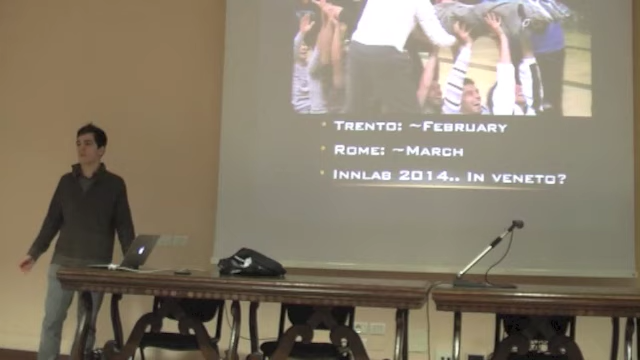 Trento: ~February
Rome: ~March
Innlab 2014.. In Veneto?